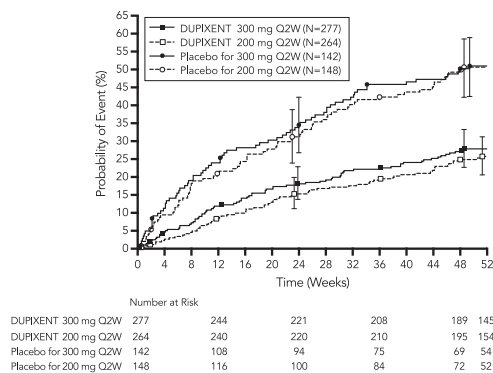 65
60
55
50
45
40
35
30
25
20
15
10
5
0
Probability of Event (%)
DUPIXENT 300 mg Q2W (N=277)
DUPIXENT 200 mg Q2W (N=264)
Placebo for 300 mg Q2W (N=142)
Placebo for 200 mg Q2W (N=148)
0 4 8 12 16 20 24 28 32 36 40 44 48 52
Time (Weeks)
Number at Risk
DUPIXENT 300 mg Q2W 277 244 221 208 189 145
DUPIXENT 200 mg Q2W 264 240 220 210 195 154
Placebo for 300 mg Q2W 142 108 94 75 69 54
Placebo for 200 mg Q2W 148 116 100 84 72 52